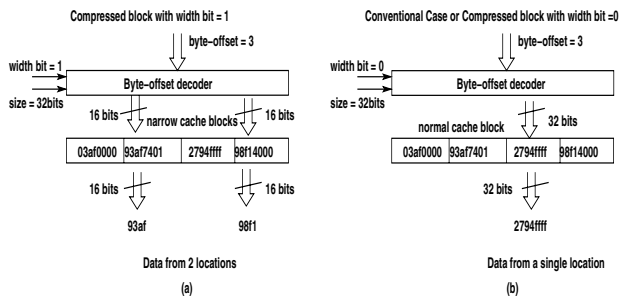 Compressed block with width bit = 1
byte-offset = 3
width bit = 1
Byte-offset decoder
size = 32bits
16 bits
narrow cache blocks
16 bits
03af0000 93af7401 2794ffff 98f14000
16 bits
16 bits
93af
98f1
Data from 2 locations
(a)
Conventional Case or Compressed block with width bit =0
byte-offset = 3
width bit = 0
Byte-offset decoder
size = 32bits
32 bits
normal cache block
03af0000 93af7401 2794ffff 98f14000
32 bits
2794ffff
Data from a single location
(b)